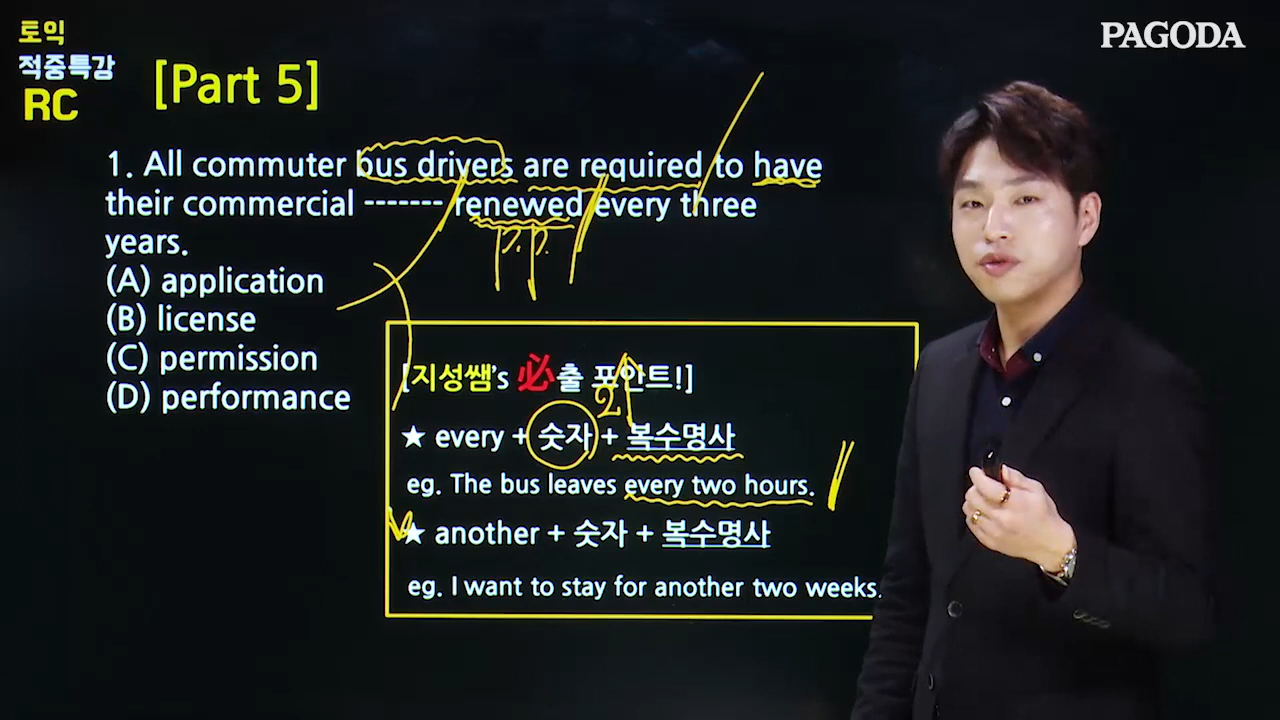 토익
적중특강
RC
[Part 5]
PAGODA
1. All commuter bus drivers are required to have
their commercial ------- renewed every three
years.
(A) application
(B) license
(C) permission
(D) performance
p.p.
[지성쌤's 必출 포인트!]
2
★ every + 숫자 + 복수명사
eg. The bus leaves every two hours.
★ another + 숫자 + 복수명사
eg. I want to stay for another two weeks.